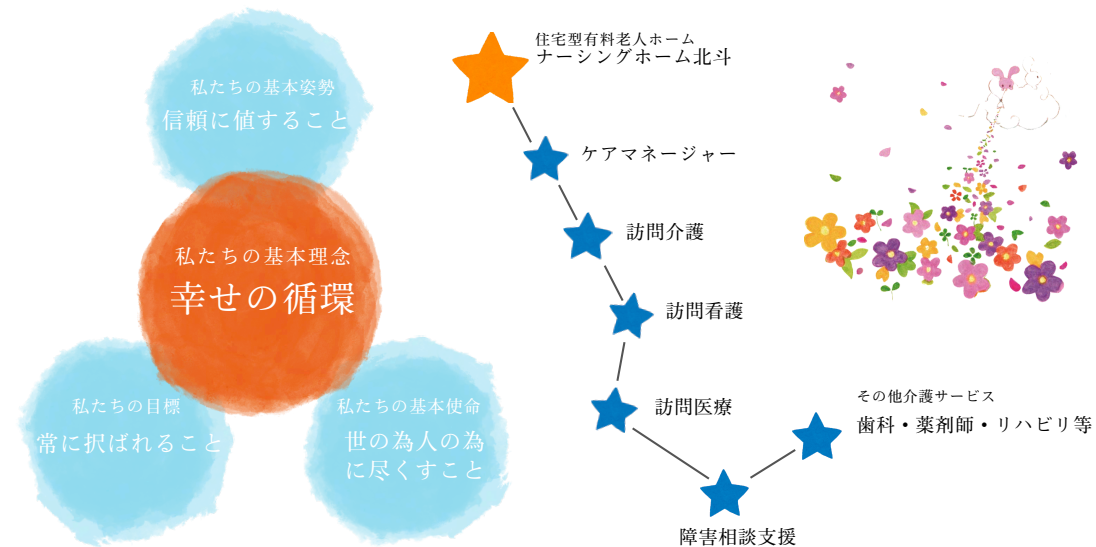 私たちの基本姿勢
信頼に値すること
私たちの基本理念
幸せの循環
私たちの目標
常に択ばれること
私たちの基本使命
世の為人の為
に尽くすこと
住宅型有料老人ホーム
ナーシングホーム北斗
ケアマネージャー
訪問介護
訪問看護
訪問医療
その他介護サービス
歯科・薬剤師・リハビリ等
障害相談支援